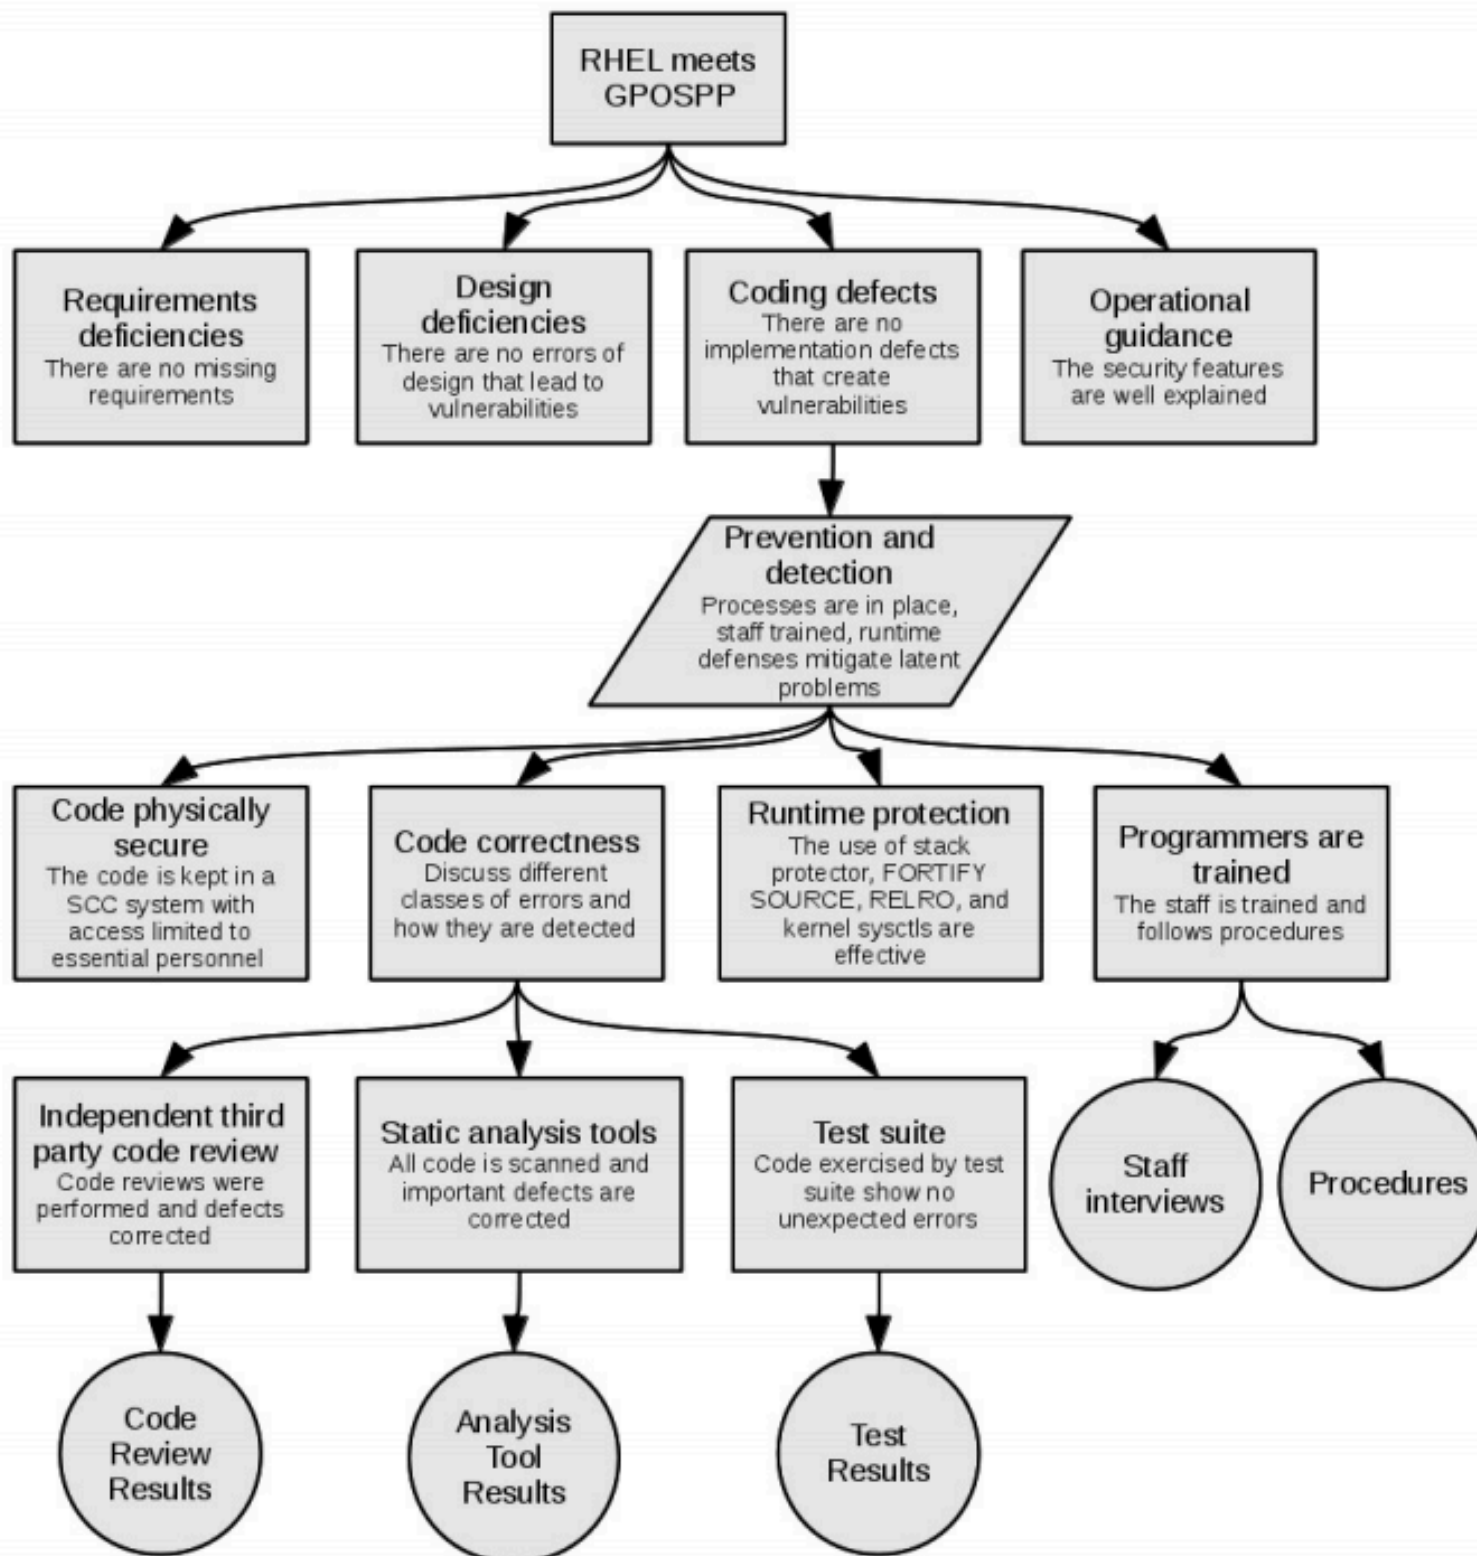 RHEL meets
GPOSPP
Requirements
deficiencies
There are no missing
requirements
Design
deficiencies
There are no errors of
design that lead to
vulnerabilities
Coding defects
There are no
implementation defects
that create
vulnerabilities
Operational
guidance
The security features
are well explained
Prevention and
detection
Processes are in place,
staff trained, runtime
defenses mitigate latent
problems
Code physically
secure
The code is kept in a
SCC system with
access limited to
essential personnel
Code correctness
Discuss different
classes of errors and
how they are detected
Runtime protection
The use of stack
protector, FORTIFY
SOURCE, RELRO, and
kernel sysctls are
effective
Programmers are
trained
The staff is trained and
follows procedures
Independent third
party code review
Code reviews were
performed and defects
corrected
Static analysis tools
All code is scanned and
important defects are
corrected
Test suite
Code exercised by test
suite show no
unexpected errors
Staff
interviews
Procedures
Code
Review
Results
Analysis
Tool
Results
Test
Results